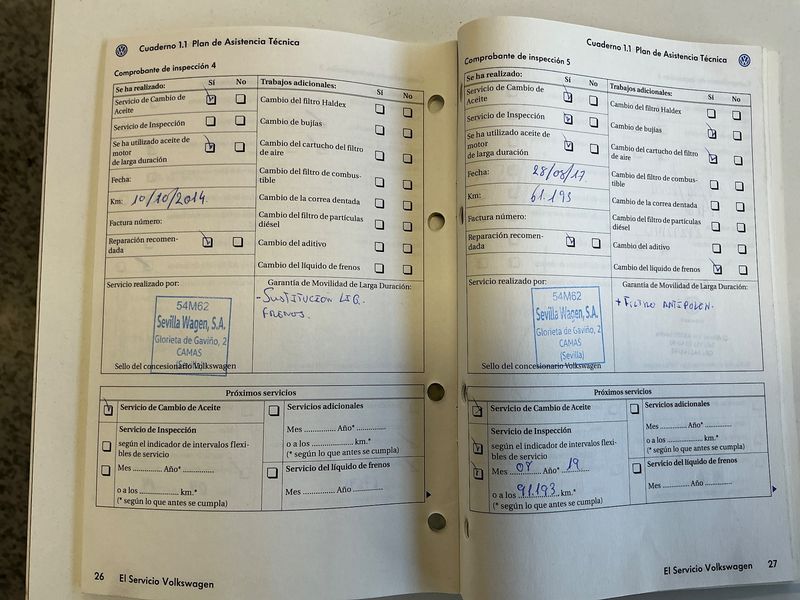 Cuaderno 1.1 Plan de Asistencia Técnica
Comprobante de inspección 4
Se ha realizado:
Sí
No
Servicio de Cambio de
Aceite
Servicio de Inspección
Se ha utilizado aceite de
motor
de larga duración
Fecha:
Km: 10/10/2014.
Factura número:
Reparación recomen-
dada
Trabajos adicionales:
Sí
No
Cambio del filtro Haldex
Cambio de bujías
Cambio del cartucho del filtro
de aire
Cambio del filtro de combus-
tible
Cambio de la correa dentada
Cambio del filtro de partículas
diésel
Cambio del aditivo
Cambio del líquido de frenos
Servicio realizado por:
54M62
Sevilla Wagen, S.A.
Glorieta de Gaviño, 2
CAMAS
(Sevilla)
Sello del concesionario Volkswagen
Garantía de Movilidad de Larga Duración:
- SUSTITUCION LIQ.
FRENOS.
Próximos servicios
Servicio de Cambio de Aceite
Servicio de Inspección
según el indicador de intervalos flexi-
bles de servicio
Mes .............. Año* ..............
o a los .............. km.*
(* según lo que antes se cumpla)
Servicios adicionales
Mes .............. Año* ..............
o a los .............. km.*
(* según lo que antes se cumpla)
Servicio del líquido de frenos
Mes .............. Año ..............
26 El Servicio Volkswagen
Cuaderno 1.1 Plan de Asistencia Técnica
Comprobante de inspección 5
Se ha realizado:
Sí
No
Servicio de Cambio de
Aceite
Servicio de Inspección
Se ha utilizado aceite de
motor
de larga duración
Fecha: 28/08/17
Km: 61.193
Factura número:
Reparación recomen-
dada
Trabajos adicionales:
Sí
No
Cambio del filtro Haldex
Cambio de bujías
Cambio del cartucho del filtro
de aire
Cambio del filtro de combus-
tible
Cambio de la correa dentada
Cambio del filtro de partículas
diésel
Cambio del aditivo
Cambio del líquido de frenos
Servicio realizado por:
54M62
Sevilla Wagen, S.A.
Glorieta de Gaviño, 2
CAMAS
(Sevilla)
Sello del concesionario Volkswagen
Garantía de Movilidad de Larga Duración:
+ FILTRO ANTIPOLEN.
Próximos servicios
Servicio de Cambio de Aceite
Servicio de Inspección
según el indicador de intervalos flexi-
bles de servicio
Mes 08 Año* 19
o a los 91.193 km.*
(* según lo que antes se cumpla)
Servicios adicionales
Mes .............. Año* ..............
o a los .............. km.*
(* según lo que antes se cumpla)
Servicio del líquido de frenos
Mes .............. Año ..............
El Servicio Volkswagen 27